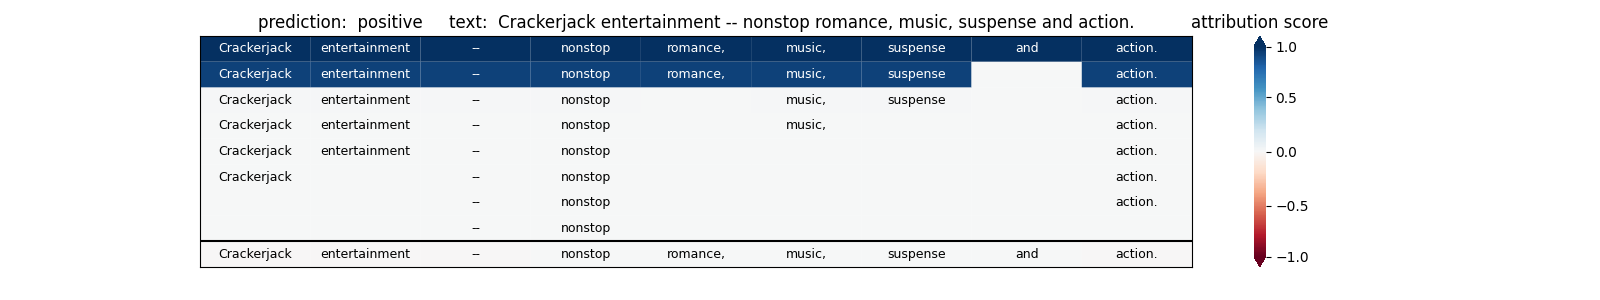 prediction:  positive     text:  Crackerjack entertainment -- nonstop romance, music, suspense and action.     attribution score
Crackerjack entertainment -- nonstop romance, music, suspense and action.
Crackerjack entertainment -- nonstop romance, music, suspense action.
Crackerjack entertainment -- nonstop music, suspense action.
Crackerjack entertainment -- nonstop music, action.
Crackerjack entertainment -- nonstop action.
Crackerjack -- nonstop action.
-- nonstop action.
-- nonstop
Crackerjack entertainment -- nonstop romance, music, suspense and action.
1.0
0.5
0.0
−0.5
−1.0